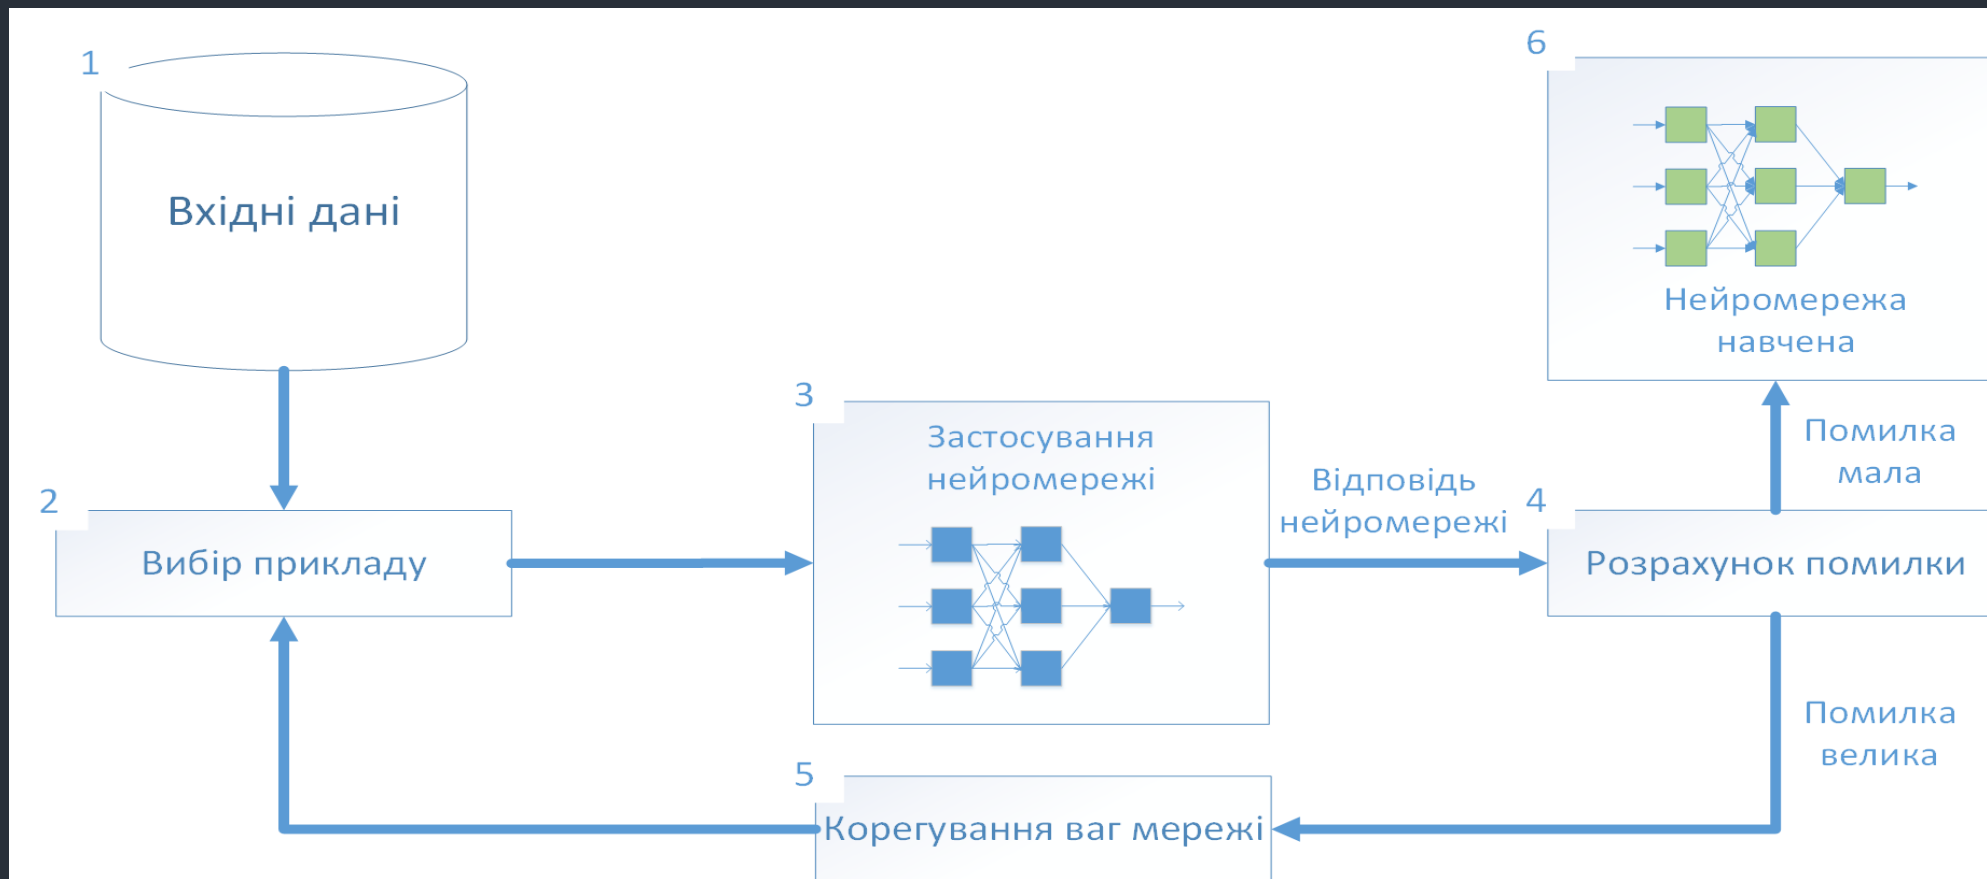 1
Вхідні дані
2
Вибір прикладу
3
Застосування
нейромережі
Відповідь
нейромережі
4
Розрахунок помилки
Помилка
мала
6
Нейромережа
навчена
Помилка
велика
5
Корегування ваг мережі